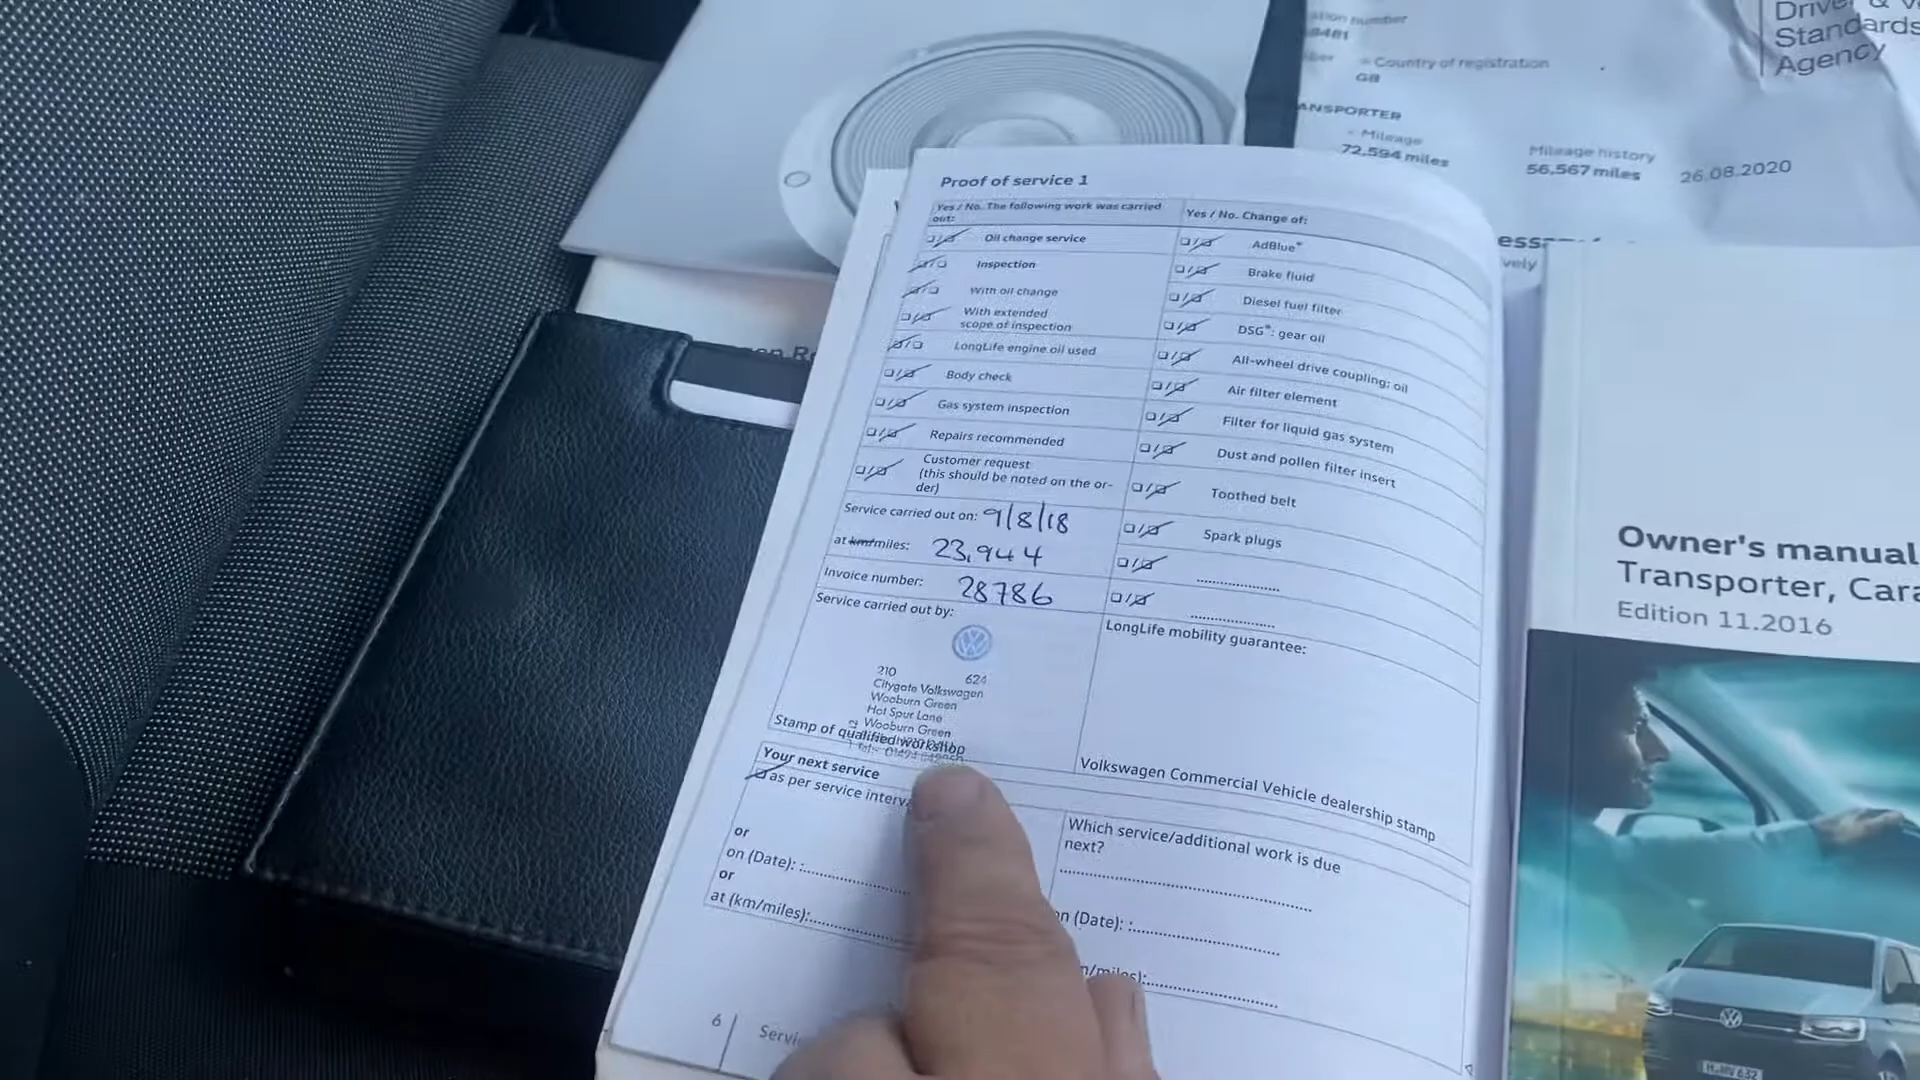 Driver &
Standards
Agency
8481
Country of registration
GB
ANSPORTER
Mileage
72,594 miles
Mileage history
56,567 miles
26.08.2020
Proof of service 1
Yes / No. The following work was carried
out:
Oil change service
Inspection
With oil change
With extended
scope of inspection
LongLife engine oil used
Body check
Gas system inspection
Repairs recommended
Customer request
(this should be noted on the or-
der)
Service carried out on: 9/8/18
at km/miles: 23,944
Invoice number: 28786
Service carried out by:
210 624
Citygate Volkswagen
Wooburn Green
Hot Spur Lane
Wooburn Green
Stamp of qualified workshop
Yes / No. Change of:
AdBlue®
Brake fluid
Diesel fuel filter
DSG®: gear oil
All-wheel drive coupling: oil
Air filter element
Filter for liquid gas system
Dust and pollen filter insert
Toothed belt
Spark plugs
LongLife mobility guarantee:
Volkswagen Commercial Vehicle dealership stamp
Your next service
as per service interv
or
on (Date):
or
at (km/miles):
Which service/additional work is due
next?
on (Date):
m/miles):
6 Servi
Owner's manual
Transporter, Cara
Edition 11.2016